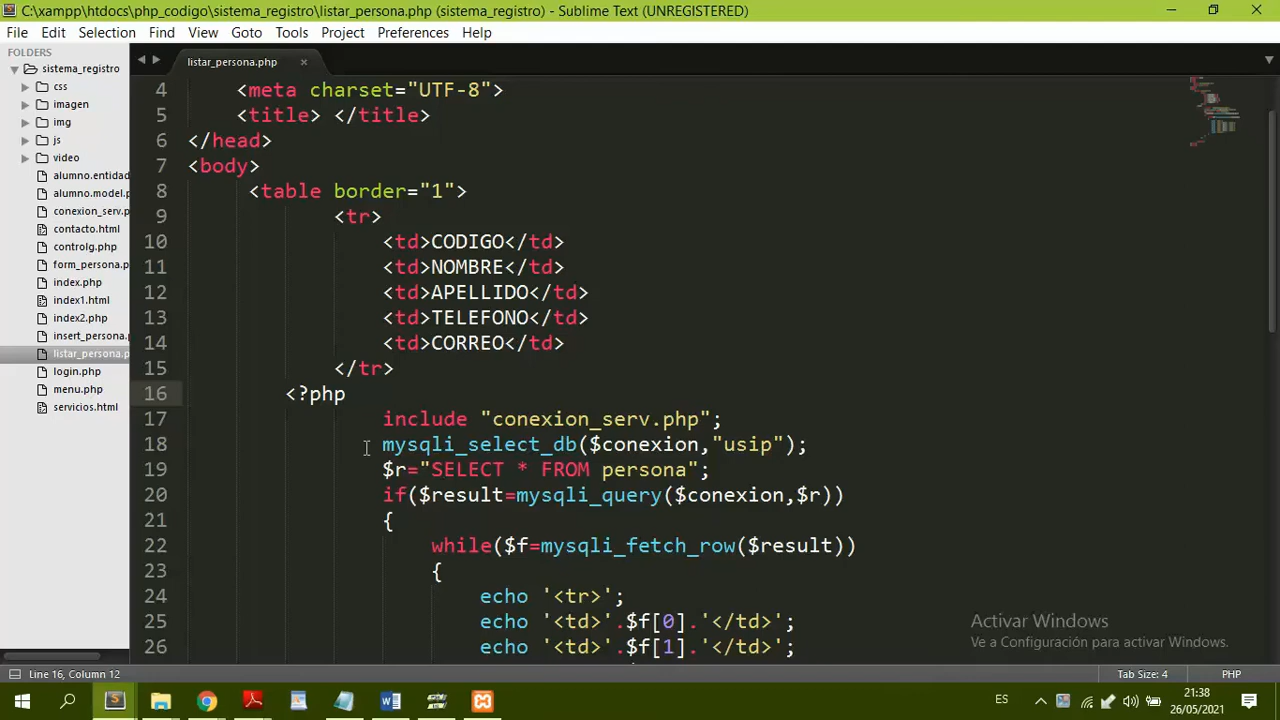 C:\xampp\htdocs\php_codigo\sistema_registro\listar_persona.php (sistema_registro) - Sublime Text (UNREGISTERED)
File Edit Selection Find View Goto Tools Project Preferences Help
FOLDERS
sistema_registro
css
imagen
img
js
video
alumno.entidad
alumno.model.p
conexion_serv.p
contacto.html
controlg.php
form_persona.p
index.php
index1.html
index2.php
insert_persona.
listar_persona.p
login.php
menu.php
servicios.html
listar_persona.php
4 <meta charset="UTF-8">
5 <title> </title>
6 </head>
7 <body>
8 <table border="1">
9 <tr>
10 <td>CODIGO</td>
11 <td>NOMBRE</td>
12 <td>APELLIDO</td>
13 <td>TELEFONO</td>
14 <td>CORREO</td>
15 </tr>
16 <?php
17 include "conexion_serv.php";
18 mysqli_select_db($conexion,"usip");
19 $r="SELECT * FROM persona";
20 if($result=mysqli_query($conexion,$r))
21 {
22 while($f=mysqli_fetch_row($result))
23 {
24 echo '<tr>';
25 echo '<td>'.$f[0].'</td>';
26 echo '<td>'.$f[1].'</td>';
Activar Windows
Ve a Configuración para activar Windows.
Line 16, Column 12
Tab Size: 4 PHP
ES
21:38
26/05/2021